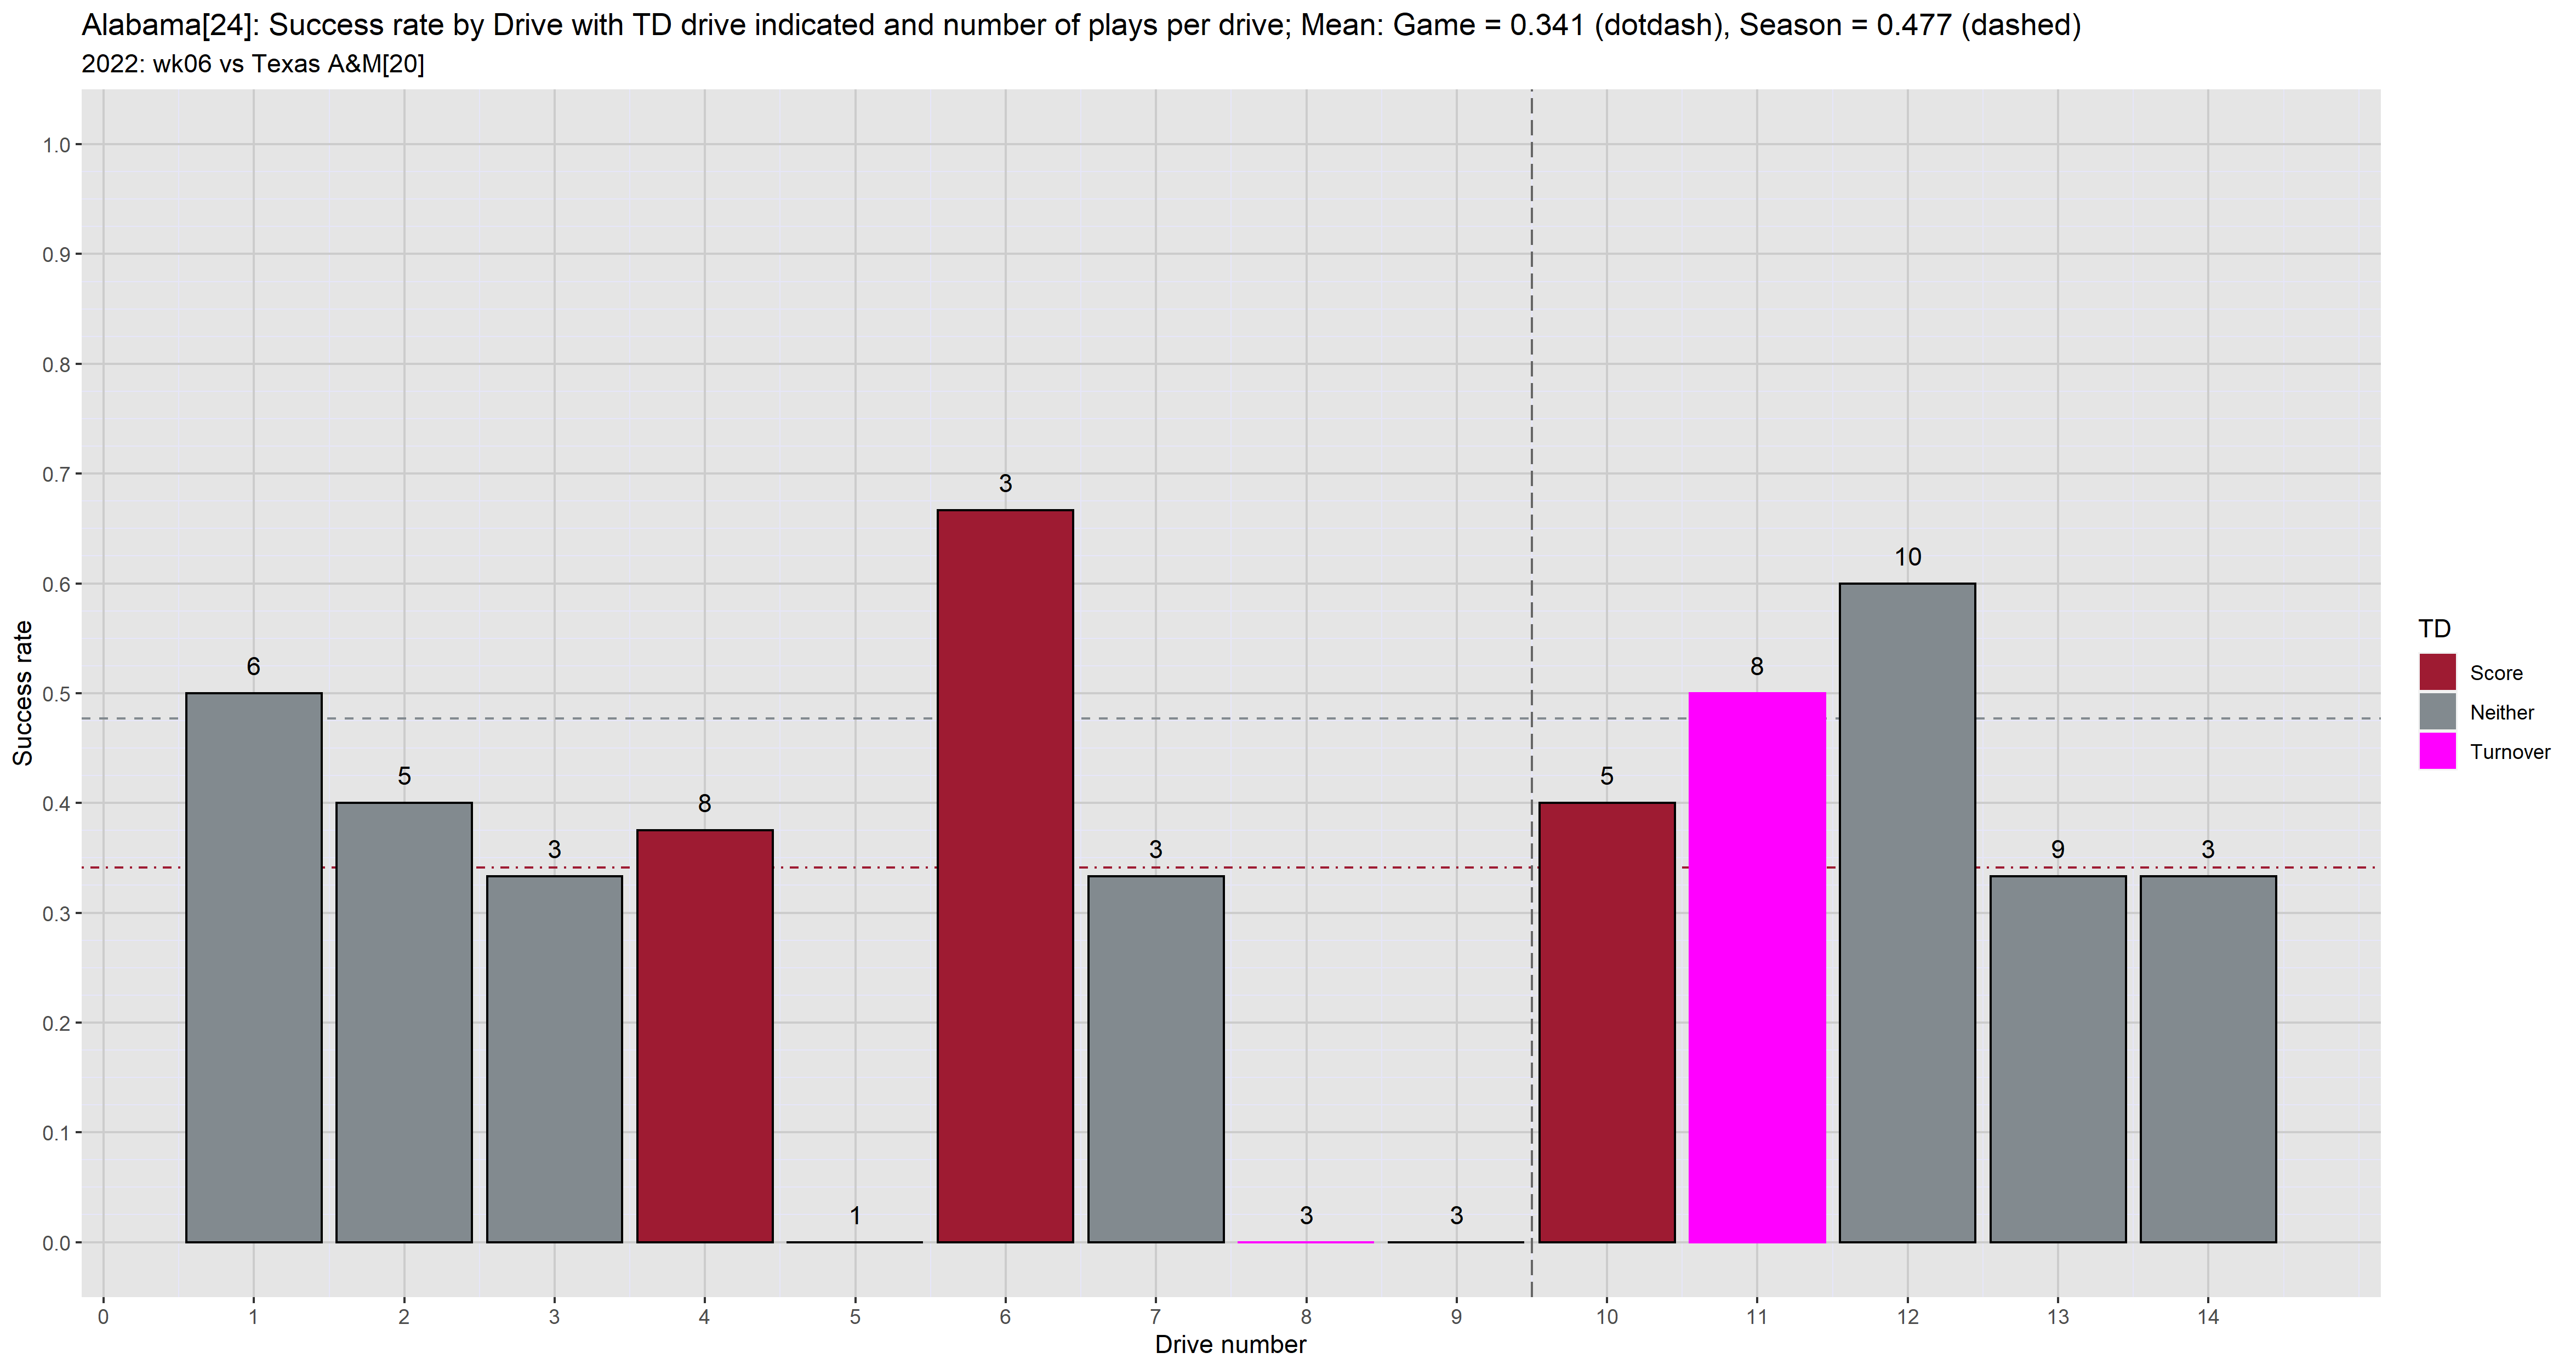 Alabama[24]: Success rate by Drive with TD drive indicated and number of plays per drive; Mean: Game = 0.341 (dotdash), Season = 0.477 (dashed)
2022: wk06 vs Texas A&M[20]
Success rate
1.0
0.9
0.8
0.7
0.6
0.5
0.4
0.3
0.2
0.1
0.0
6
5
3
8
1
3
3
3
3
5
8
10
9
3
0 1 2 3 4 5 6 7 8 9 10 11 12 13 14
Drive number
TD
Score
Neither
Turnover